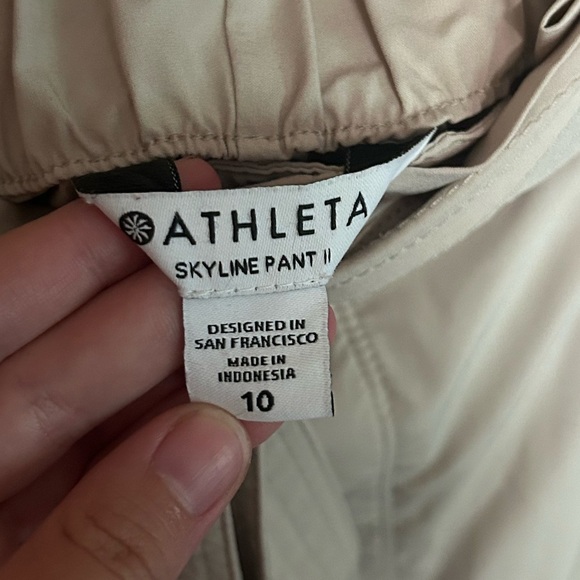 ATHLETA
SKYLINE PANT II
DESIGNED IN
SAN FRANCISCO
MADE IN
INDONESIA
10